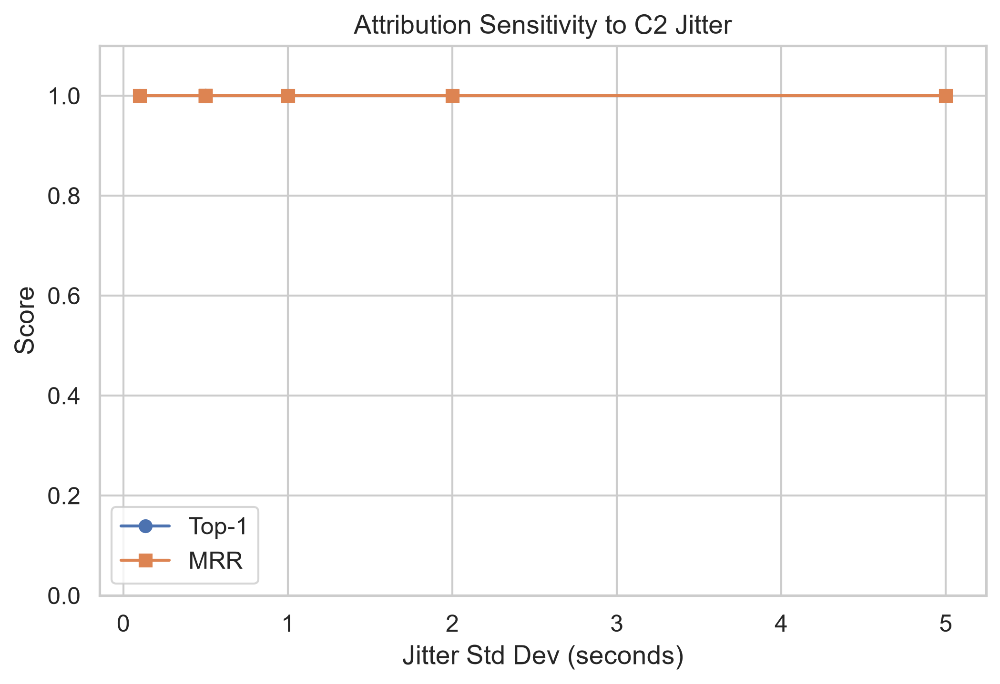 Attribution Sensitivity to C2 Jitter
1.0
0.8
0.6
0.4
0.2
0.0
Score
Top-1
MRR
0 1 2 3 4 5
Jitter Std Dev (seconds)